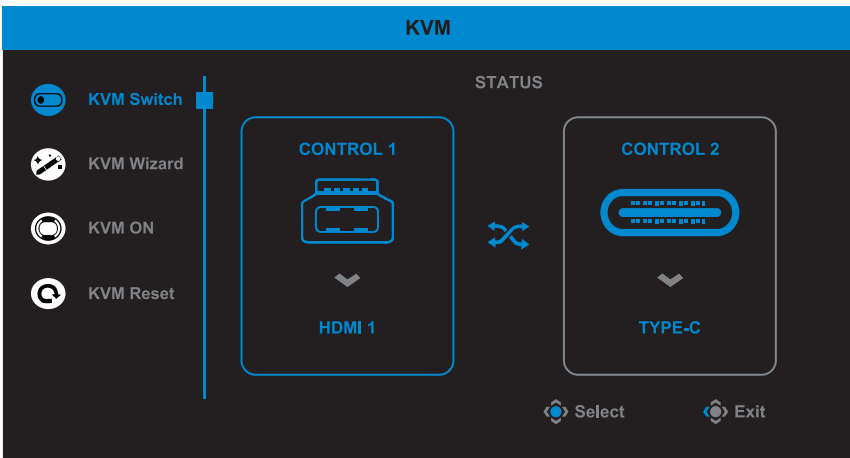 KVM
STATUS
KVM Switch
KVM Wizard
KVM ON
KVM Reset
CONTROL 1
HDMI 1
CONTROL 2
TYPE-C
Select
Exit